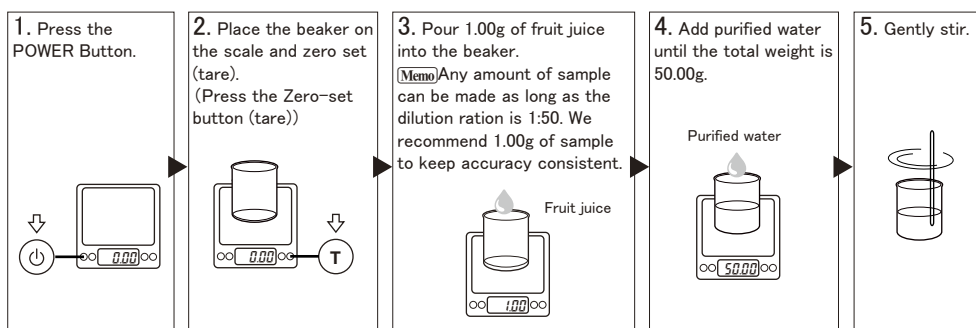 1. Press the
POWER Button.
0.00
2. Place the beaker on
the scale and zero set
(tare).
(Press the Zero-set
button (tare))
0.00
T
3. Pour 1.00g of fruit juice
into the beaker.
Memo Any amount of sample
can be made as long as the
dilution ration is 1:50. We
recommend 1.00g of sample
to keep accuracy consistent.
Fruit juice
1.00
4. Add purified water
until the total weight is
50.00g.
Purified water
50.00
5. Gently stir.